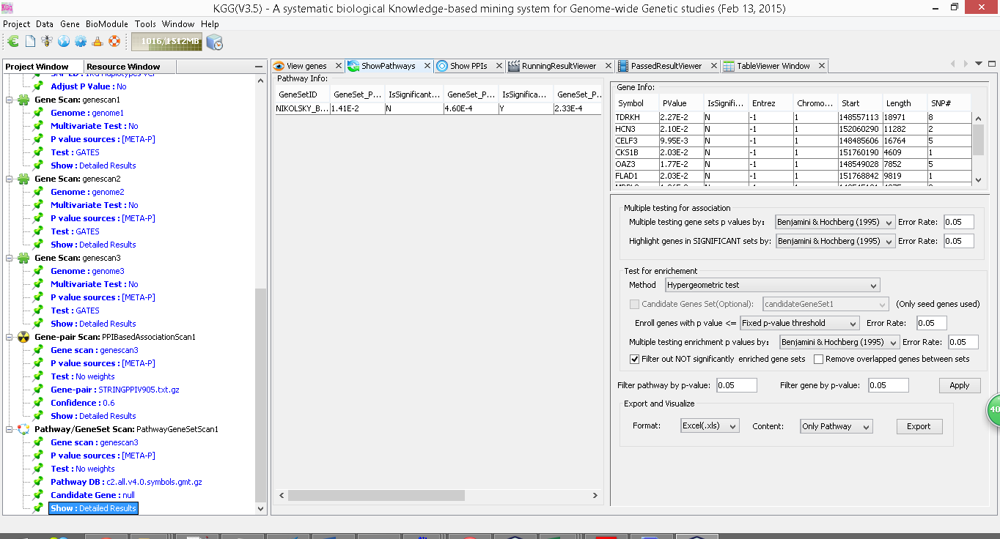 KGG(V3.5) - A systematic biological Knowledge-based mining system for Genome-wide Genetic studies (Feb 13, 2015)
Project Data Gene BioModule Tools Window Help
1016/1512MB
Project Window Resource Window
Adjust P Value : No
Gene Scan: genescan1
Genome : genome1
Multivariate Test : No
P value sources : [META-P]
Test : GATES
Show : Detailed Results
Gene Scan: genescan2
Genome : genome2
Multivariate Test : No
P value sources : [META-P]
Test : GATES
Show : Detailed Results
Gene Scan: genescan3
Genome : genome3
Multivariate Test : No
P value sources : [META-P]
Test : GATES
Show : Detailed Results
Gene-pair Scan: PPIBasedAssociationScan1
Gene scan : genescan3
P value sources : [META-P]
Test : No weights
Gene-pair : STRINGPPIV905.txt.gz
Confidence : 0.6
Show : Detailed Results
Pathway/GeneSet Scan: PathwayGeneSetScan1
Gene scan : genescan3
P value sources : [META-P]
Test : No weights
Pathway DB : c2.all.v4.0.symbols.gmt.gz
Candidate Gene : null
Show : Detailed Results
View genes ShowPathways Show PPIs RunningResultViewer PassedResultViewer TableViewer Window
Pathway Info:
GeneSetID GeneSet_P... IsSignificant... GeneSet_P... IsSignifica... GeneSet_P..
NIKOLSKY_B... 1.41E-2 N 4.60E-4 Y 2.33E-4
Gene Info:
Symbol PValue IsSignifi... Entrez Chromo... Start Length SNP#
TDRKH 2.27E-2 N -1 1 148557113 18971 8
HCN3 2.10E-2 N -1 1 152060290 11282 2
CELF3 9.95E-3 N -1 1 148485606 16764 5
CKS1B 2.03E-2 N -1 1 151760190 4609 1
OAZ3 1.77E-2 N -1 1 148549028 7852 5
FLAD1 2.03E-2 N -1 1 151768842 9819 1
Multiple testing for association
Multiple testing gene sets p values by: Benjamini & Hochberg (1995) Error Rate: 0.05
Highlight genes in SIGNIFICANT sets by: Benjamini & Hochberg (1995) Error Rate: 0.05
Test for enrichement
Method Hypergeometric test
Candidate Genes Set(Optional): candidateGeneSet1 (Only seed genes used)
Enroll genes with p value <= Fixed p-value threshold Error Rate: 0.05
Multiple testing enrichment p values by: Benjamini & Hochberg (1995) Error Rate: 0.05
Filter out NOT significantly enriched gene sets Remove overlapped genes between sets
Filter pathway by p-value: 0.05 Filter gene by p-value: 0.05 Apply
Export and Visualize
Format: Excel(.xls) Content: Only Pathway Export
40